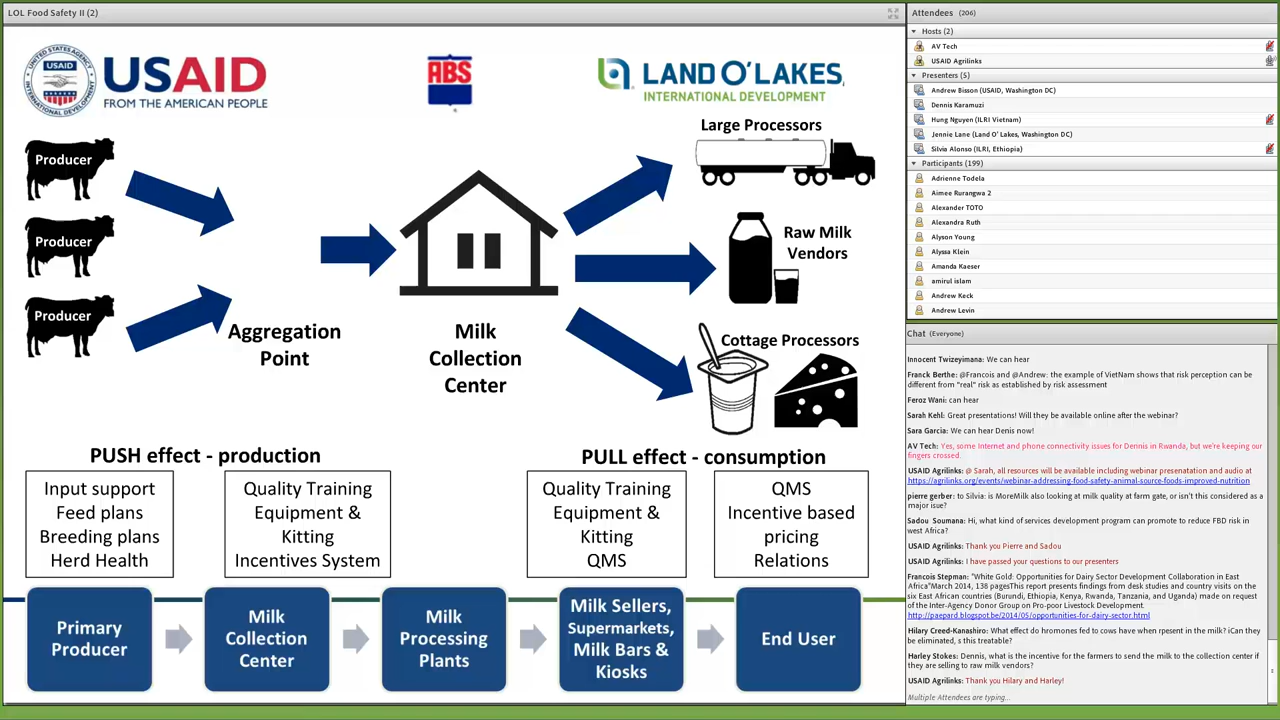 LOL Food Safety II (2)
USAID
FROM THE AMERICAN PEOPLE
ABS
LAND O'LAKES
INTERNATIONAL DEVELOPMENT
Producer
Producer
Producer
Aggregation
Point
Milk
Collection
Center
Large Processors
Raw Milk
Vendors
Cottage Processors
PUSH effect - production
PULL effect - consumption
Input support
Feed plans
Breeding plans
Herd Health
Quality Training
Equipment &
Kitting
Incentives System
Quality Training
Equipment &
Kitting
QMS
QMS
Incentive based
pricing
Relations
Primary
Producer
Milk
Collection
Center
Milk
Processing
Plants
Milk Sellers,
Supermarkets,
Milk Bars &
Kiosks
End User
Attendees (206)
Hosts (2)
AV Tech
USAID Agrilinks
Presenters (5)
Andrew Bisson (USAID, Washington DC)
Dennis Karamuzi
Hung Nguyen (ILRI Vietnam)
Jennie Lane (Land O' Lakes, Washington DC)
Silvia Alonso (ILRI, Ethiopia)
Participants (199)
Adrienne Todela
Aimee Rurangwa 2
Alexander TOTO
Alexandra Ruth
Alyson Young
Alyssa Klein
Amanda Kaeser
amirul islam
Andrew Keck
Andrew Levin
Chat (Everyone)
Innocent Twizeyimana: We can hear
Franck Berthe: @Francois and @Andrew: the example of VietNam shows that risk perception can be
different from "real" risk as established by risk assessment
Feroz Wani: can hear
Sarah Kehl: Great presentations! Will they be available online after the webinar?
Sara Garcia: We can hear Denis now!
AV Tech: Yes, some Internet and phone connectivity issues for Dennis in Rwanda, but we're keeping our
fingers crossed.
USAID Agrilinks: @ Sarah, all resources will be available including webinar presenatation and audio at
https://agrilinks.org/events/webinar-addressing-food-safety-animal-source-foods-improved-nutrition
pierre gerber: to Silvia: is MoreMilk also looking at milk quality at farm gate, or isn't this considered as a
major isue?
Sadou Soumana: Hi, what kind of services development program can promote to reduce FBD risk in
west Africa?
USAID Agrilinks: Thank you Pierre and Sadou
USAID Agrilinks: I have passed your questions to our presenters
Francois Stepman: "White Gold: Opportunities for Dairy Sector Development Collaboration in East
Africa"March 2014, 138 pagesThis report presents findings from desk studies and country visits on the
six East African countries (Burundi, Ethiopia, Kenya, Rwanda, Tanzania, and Uganda) made on request
of the Inter-Agency Donor Group on Pro-poor Livestock Development.
http://paepard.blogspot.be/2014/05/opportunities-for-dairy-sector.html
Hilary Creed-Kanashiro: What effect do hromones fed to cows have when rpesent in the milk? iCan they
be eliminated, s this treatable?
Harley Stokes: Dennis, what is the incentive for the farmers to send the milk to the collection center if
they are selling to raw milk vendors?
USAID Agrilinks: Thank you Hilary and Harley!
Multiple Attendees are typing...